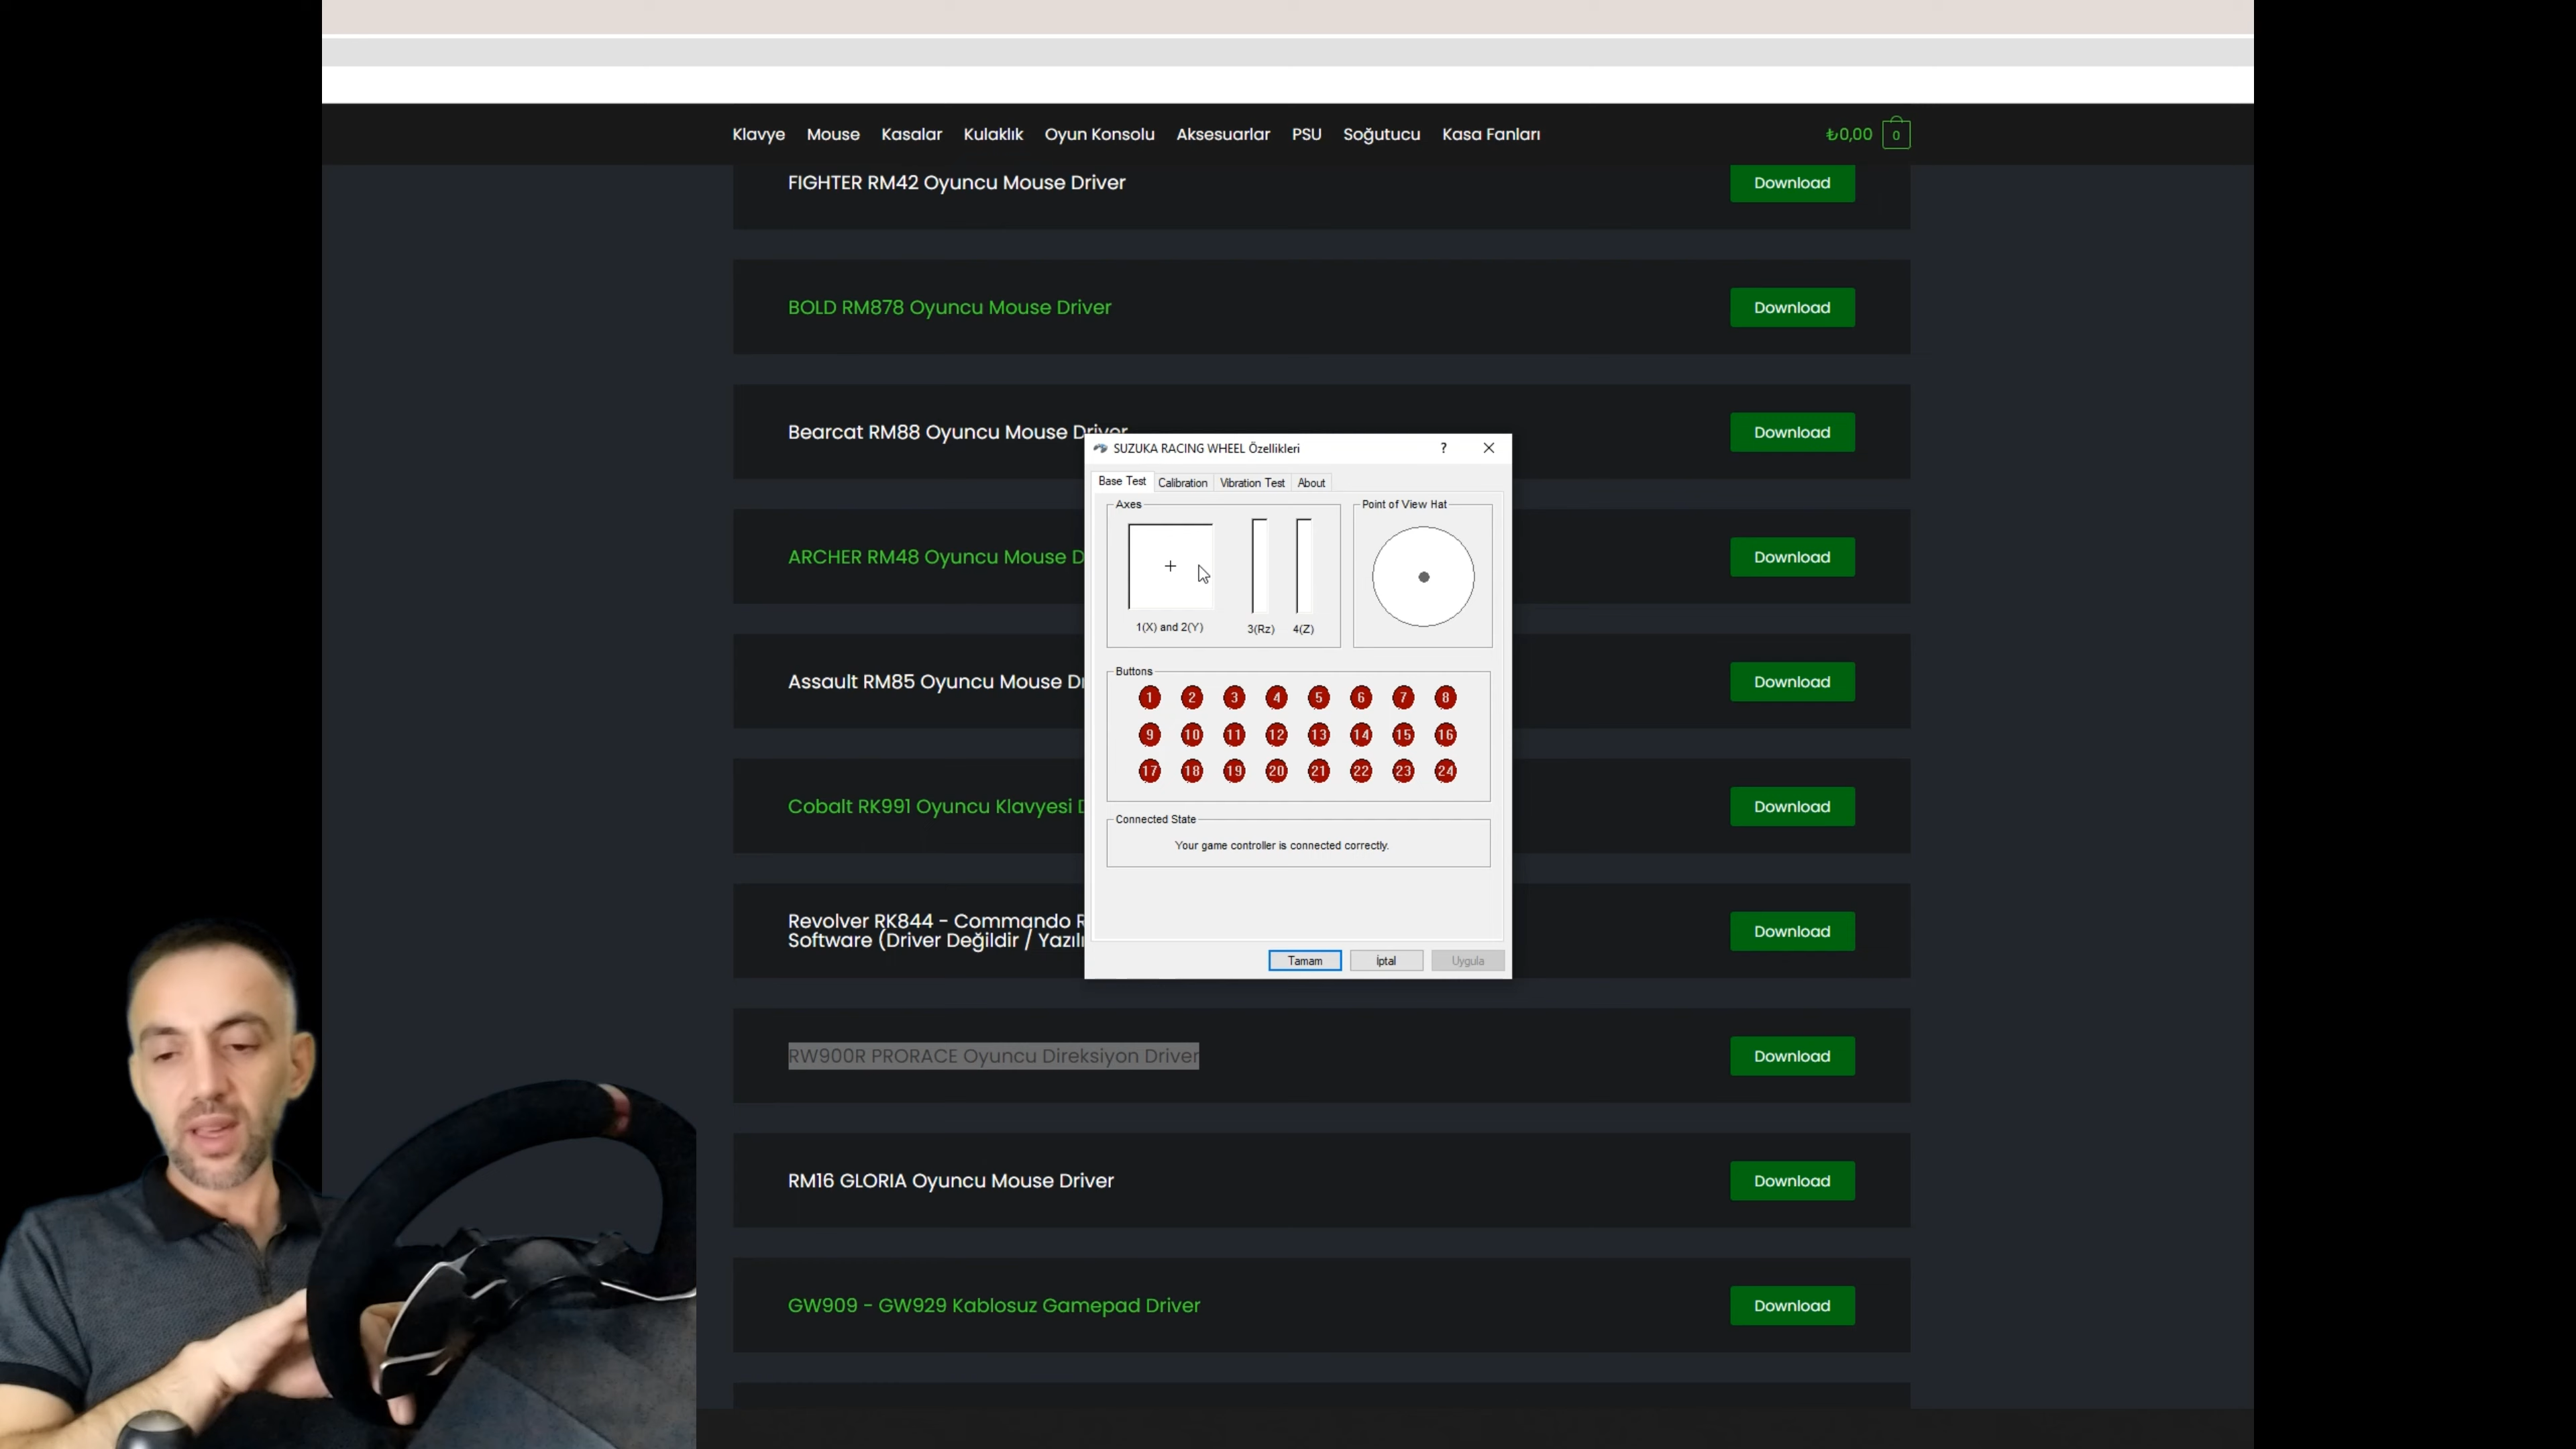 Klavye Mouse Kasalar Kulaklık Oyun Konsolu Aksesuarlar PSU Soğutucu Kasa Fanları ₺0,00 0
FIGHTER RM42 Oyuncu Mouse Driver Download
BOLD RM878 Oyuncu Mouse Driver Download
Bearcat RM88 Oyuncu Mouse Driver Download
SUZUKA RACING WHEEL Özellikleri ?
Base Test Calibration Vibration Test About
Axes Point of View Hat
1(X) and 2(Y) 3(Rz) 4(Z)
Buttons
1 2 3 4 5 6 7 8
9 10 11 12 13 14 15 16
17 18 19 20 21 22 23 24
Connected State
Your game controller is connected correctly.
Tamam İptal Uygula
ARCHER RM48 Oyuncu Mouse D Download
Assault RM85 Oyuncu Mouse Dr Download
Cobalt RK991 Oyuncu Klavyesi D Download
Revolver RK844 - Commando R
Software (Driver Değildir / Yazılı Download
RW900R PRORACE Oyuncu Direksiyon Driver Download
RM16 GLORIA Oyuncu Mouse Driver Download
GW909 - GW929 Kablosuz Gamepad Driver Download